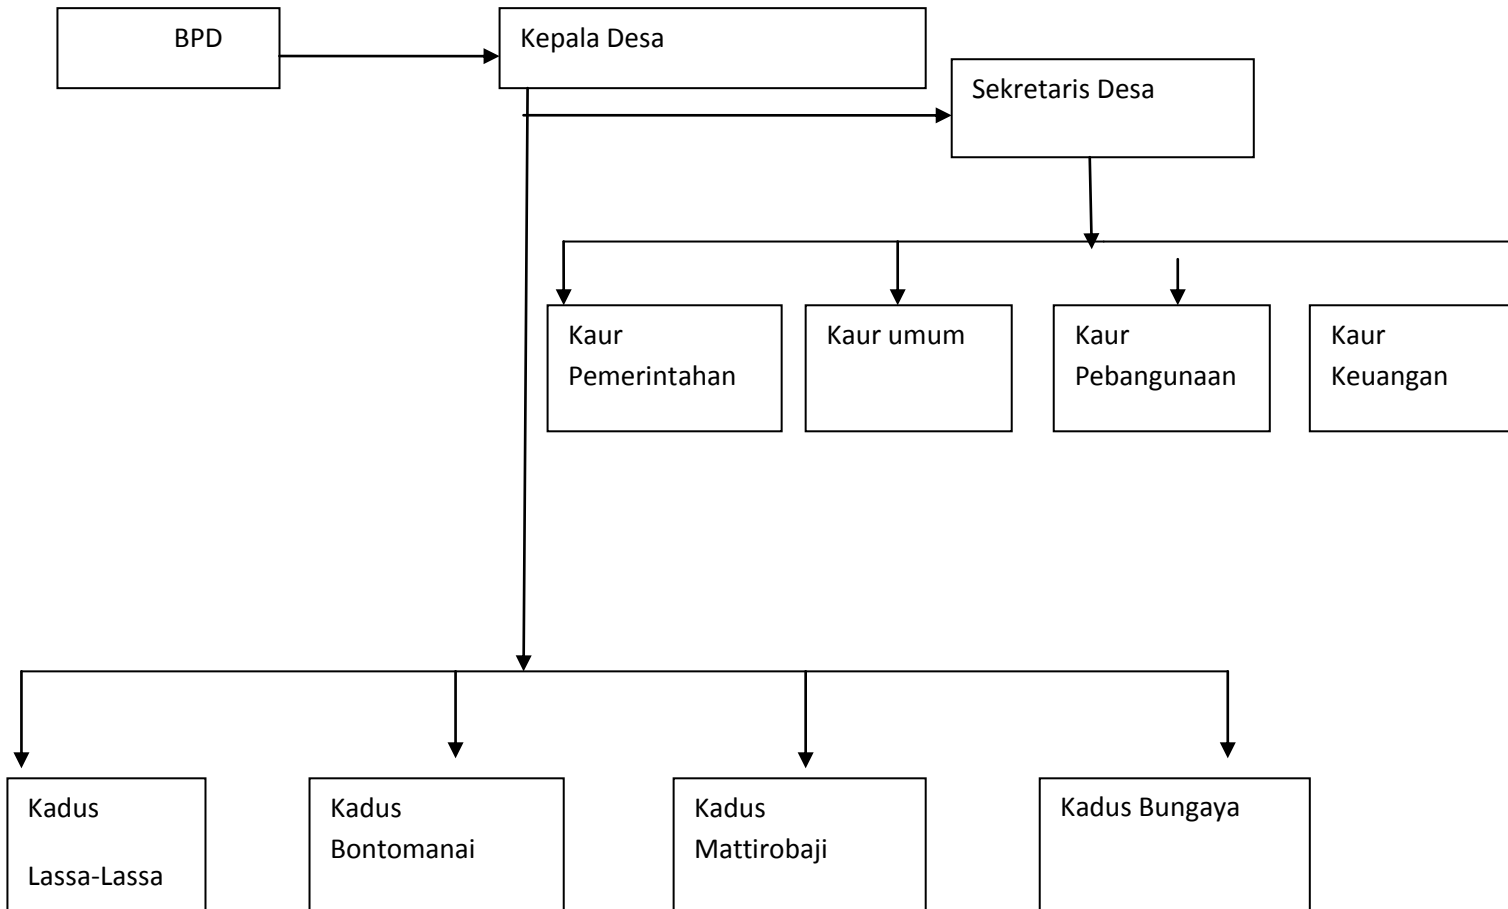 BPD
Kepala Desa
Sekretaris Desa
Kaur
Pemerintahan
Kaur umum
Kaur
Pebangunaan
Kaur
Keuangan
Kadus
Lassa-Lassa
Kadus
Bontomanai
Kadus
Mattirobaji
Kadus Bungaya